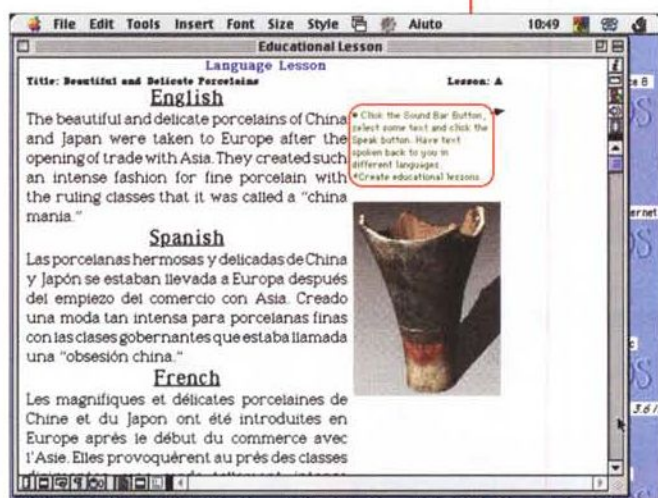 File Edit Tools Insert Font Size Style Aiuto 10:49
Educational Lesson
Language Lesson
Title: Beautiful and Delicate Porcelains Lesson: A
English
The beautiful and delicate porcelains of China
and Japan were taken to Europe after the
opening of trade with Asia. They created such
an intense fashion for fine porcelain with
the ruling classes that it was called a "china
mania."
Spanish
Las porcelanas hermosas y delicadas de China
y Japón se estaban llevada a Europa después
del empiezo del comercio con Asia. Creado
una moda tan intensa para porcelanas finas
con las clases gobernantes que estaba llamada
una "obsesión china."
French
Les magnifiques et délicates porcelaines de
Chine et du Japon ont été introduites en
Europe après le début du commerce avec
l'Asie. Elles provoquèrent au près des classes
• Click the Sound Bar Button,
select some text and click the
Speak button. Have text
spoken back to you in
different languages.
*Create educational lessons.
ernet
3.6